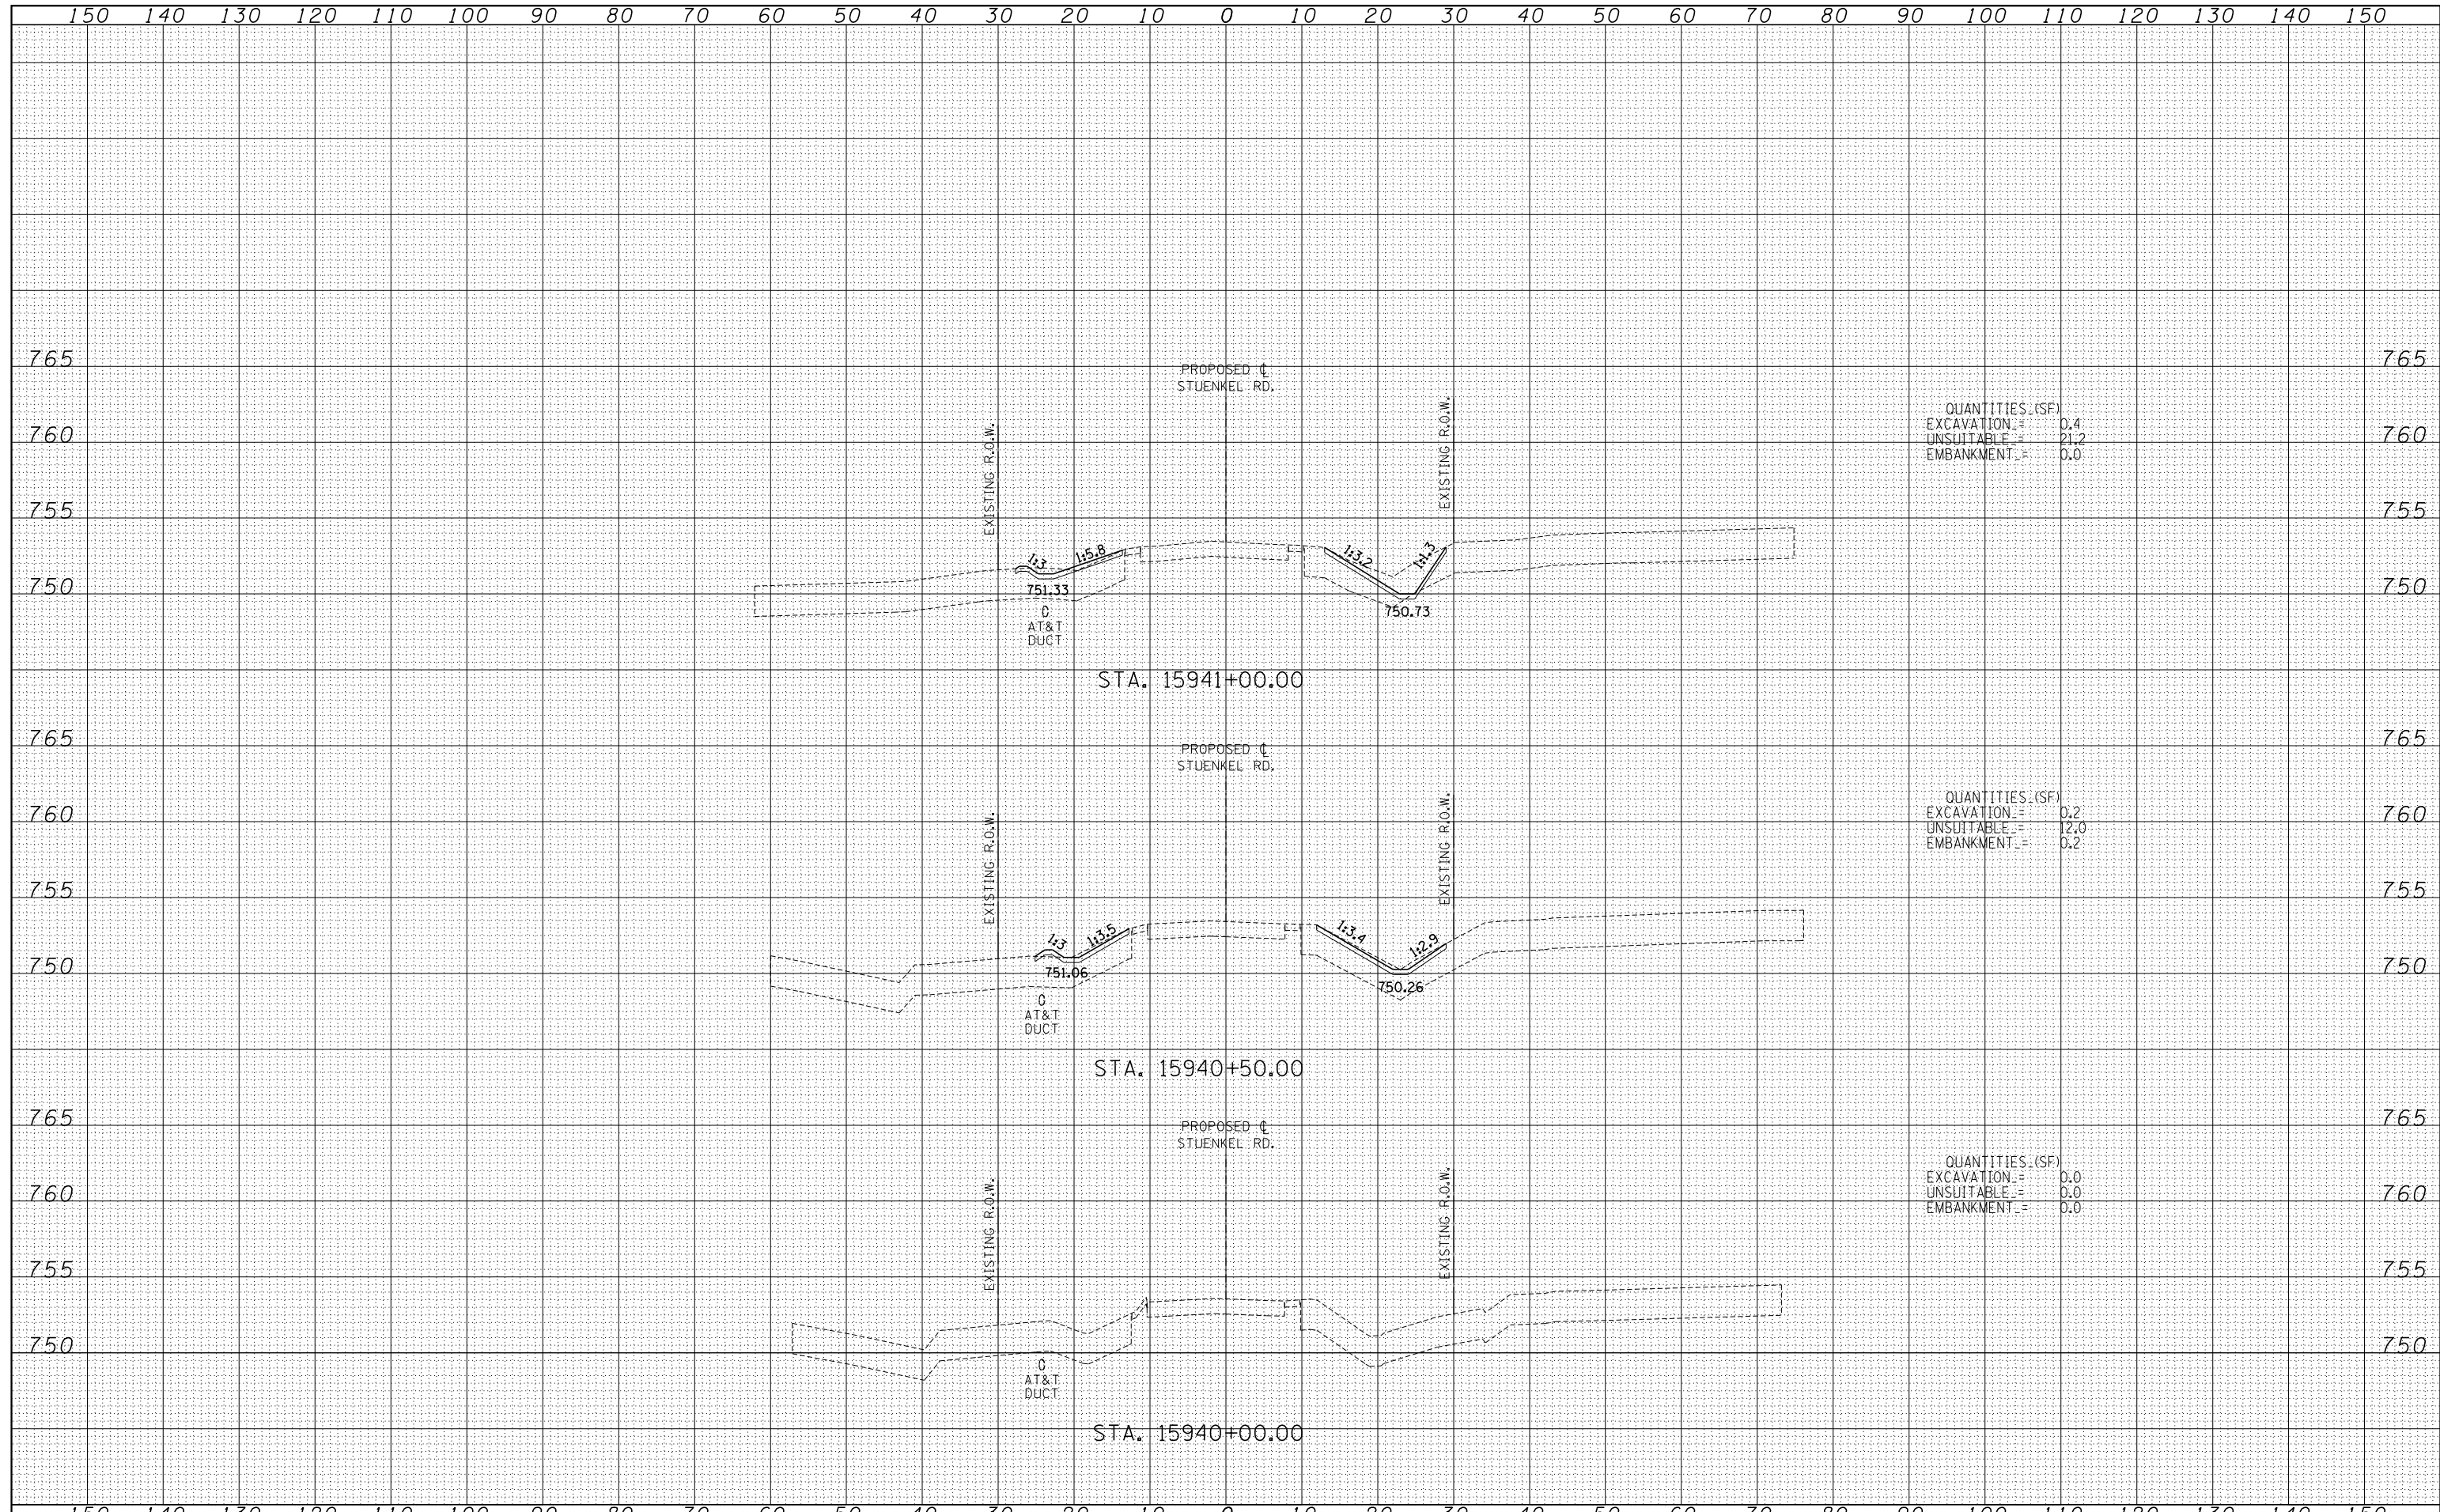 150 140 130 120 110 100 90 80 70 60 50 40 30 20 10 0 10 20 30 40 50 60 70 80 90 100 110 120 130 140 150
765 765
PROPOSED ℄
STUENKEL RD.
QUANTITIES (SF)
EXCAVATION = 0.4
UNSUITABLE = 21.2
EMBANKMENT = 0.0
760 760
EXISTING R.O.W.
EXISTING R.O.W.
755 755
1:3 1:5.8 1:3.2 1:1.3
750 750
751.33 750.73
AT&T
DUCT
STA. 15941+00.00
765 765
PROPOSED ℄
STUENKEL RD.
QUANTITIES (SF)
EXCAVATION = 0.2
UNSUITABLE = 12.0
EMBANKMENT = 0.2
760 760
EXISTING R.O.W.
EXISTING R.O.W.
755 755
1:3 1:3.5 1:3.4 1:2.9
750 750
751.06 750.26
AT&T
DUCT
STA. 15940+50.00
765 765
PROPOSED ℄
STUENKEL RD.
QUANTITIES (SF)
EXCAVATION = 0.0
UNSUITABLE = 0.0
EMBANKMENT = 0.0
760 760
EXISTING R.O.W.
EXISTING R.O.W.
755 755
750 750
AT&T
DUCT
STA. 15940+00.00
150 140 130 120 110 100 90 80 70 60 50 40 30 20 10 0 10 20 30 40 50 60 70 80 90 100 110 120 130 140 150